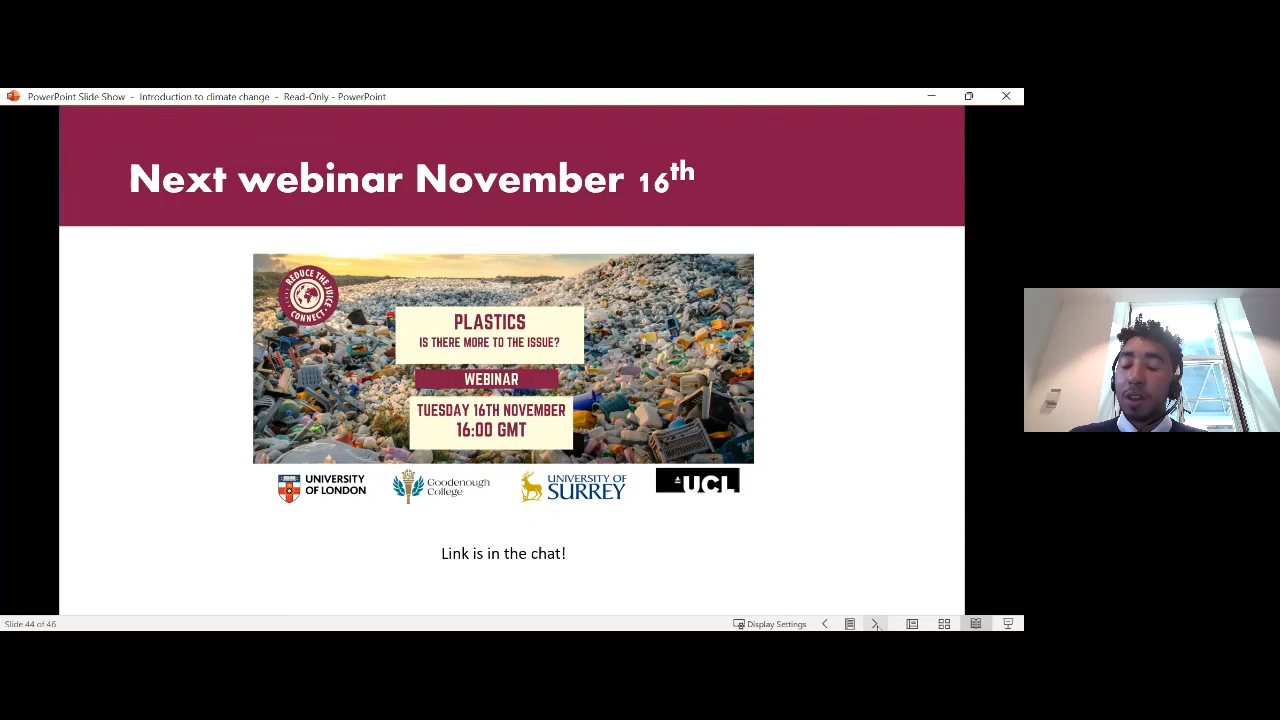 PowerPoint Slide Show - Introduction to climate change - Read-Only - PowerPoint
Next webinar November 16th
REDUCE THE JUICE
CONNECT
PLASTICS
IS THERE MORE TO THE ISSUE?
WEBINAR
TUESDAY 16TH NOVEMBER
16:00 GMT
UNIVERSITY OF LONDON
Goodenough College
UNIVERSITY OF SURREY
UCL
Link is in the chat!
Slide 44 of 46
Display Settings